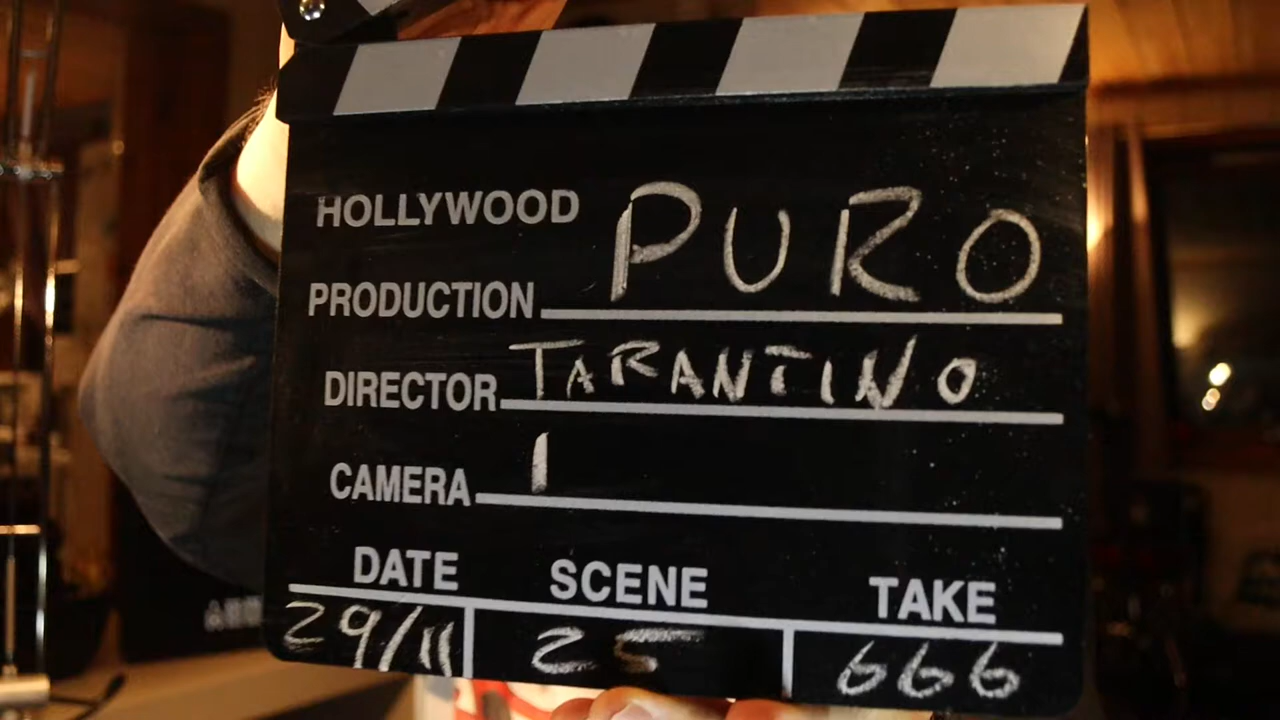 HOLLYWOOD PURO
PRODUCTION
DIRECTOR TARANTINO
CAMERA 1
DATE SCENE TAKE
29/11 25 666